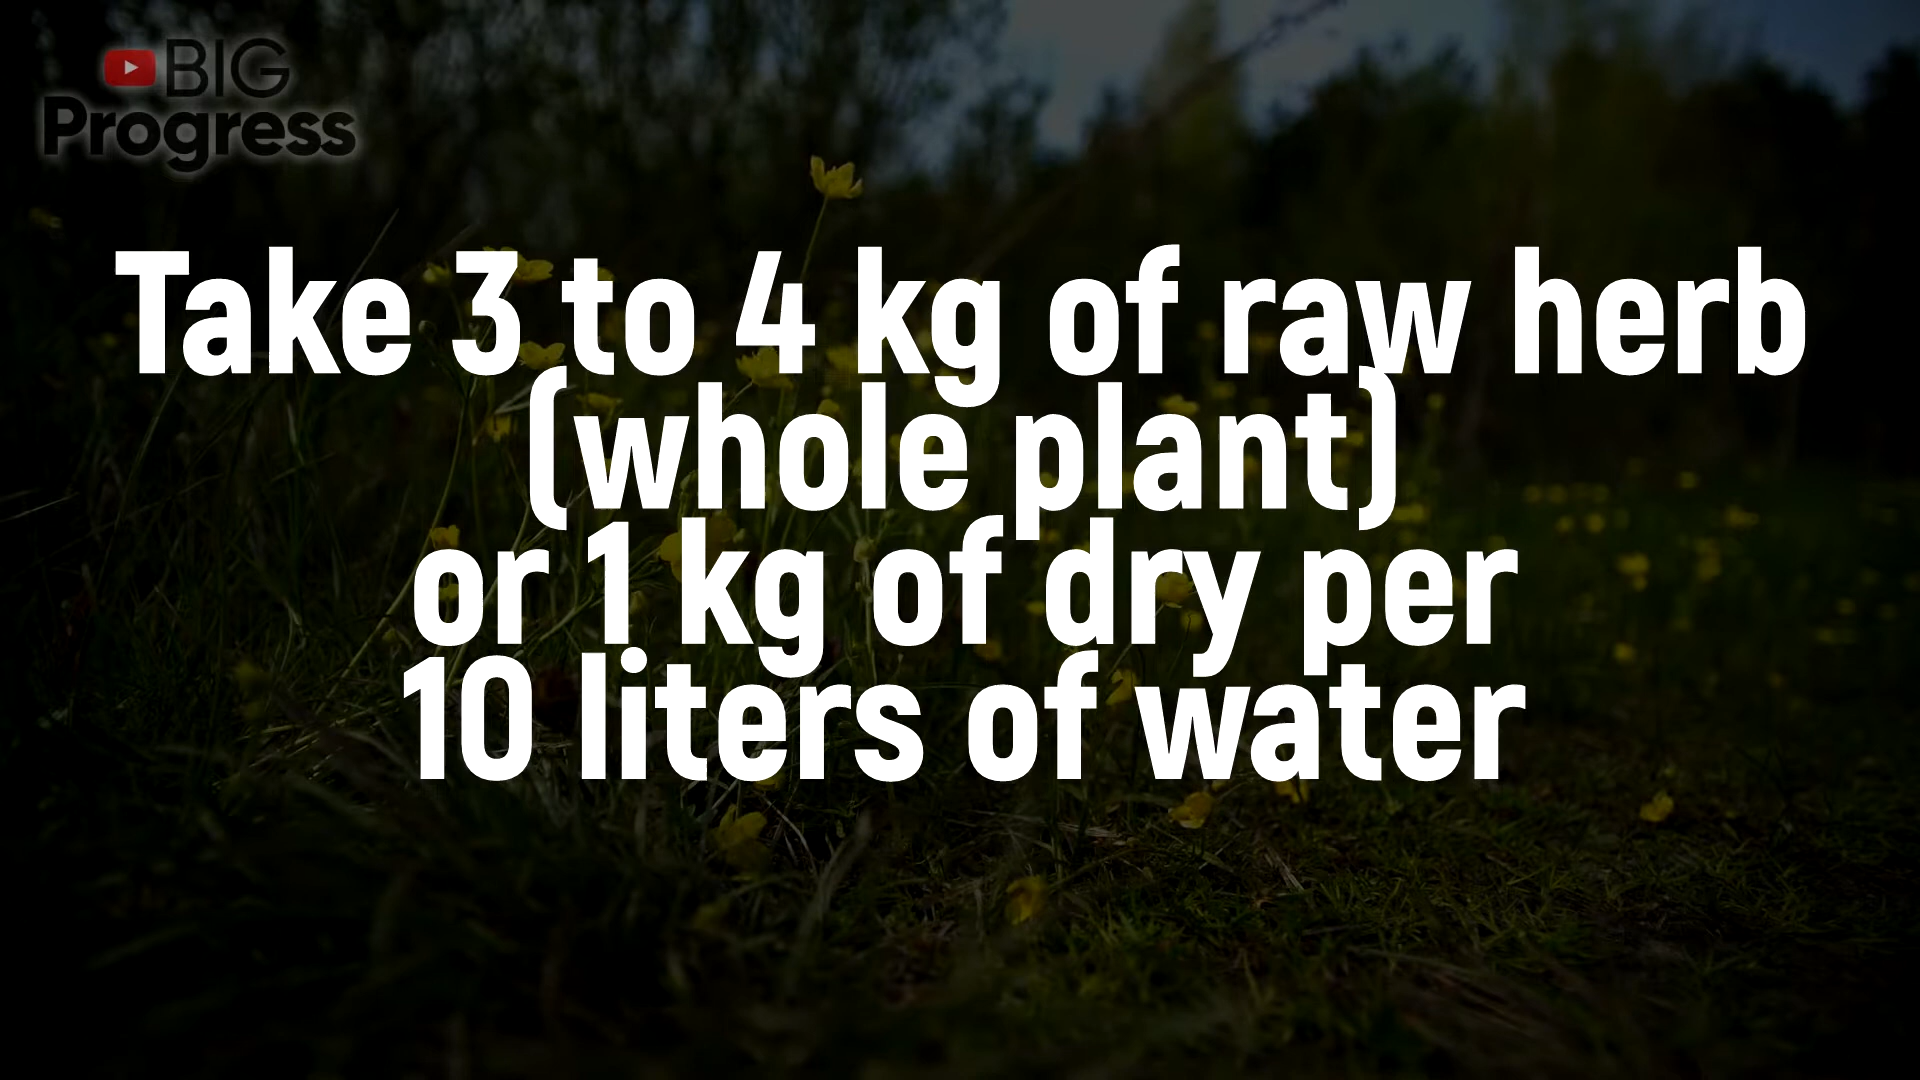 BIG
Progress
Take 3 to 4 kg of raw herb
(whole plant)
or 1 kg of dry per
10 liters of water